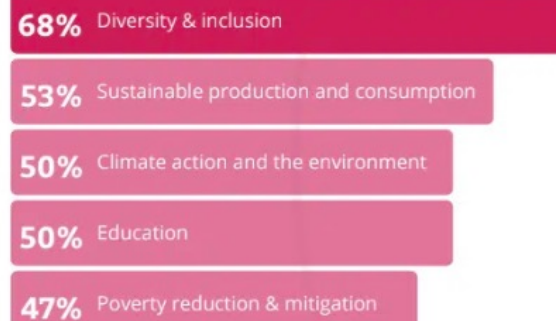 68% Diversity & inclusion
53% Sustainable production and consumption
50% Climate action and the environment
50% Education
47% Poverty reduction & mitigation